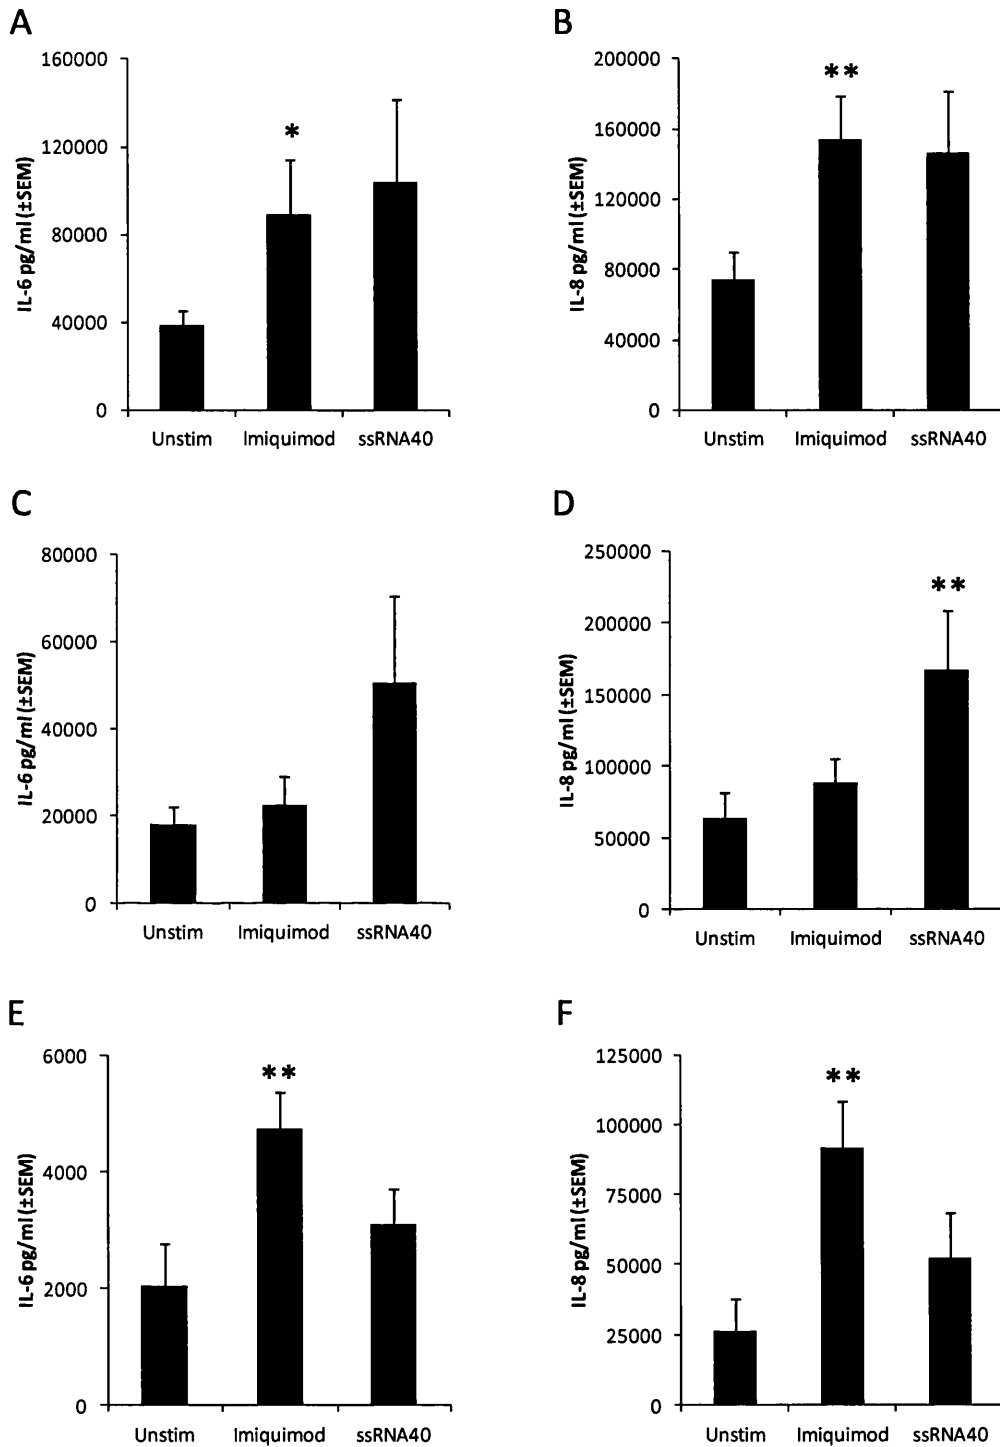 A
IL-6 pg/ml (±SEM)
160000
120000
80000
40000
0
*
Unstim Imiquimod ssRNA40
B
IL-8 pg/ml (±SEM)
200000
160000
120000
80000
40000
0
**
Unstim Imiquimod ssRNA40
C
IL-6 pg/ml (±SEM)
80000
60000
40000
20000
0
Unstim Imiquimod ssRNA40
D
IL-8 pg/ml (±SEM)
250000
200000
150000
100000
50000
0
**
Unstim Imiquimod ssRNA40
E
IL-6 pg/ml (±SEM)
6000
4000
2000
0
**
Unstim Imiquimod ssRNA40
F
IL-8 pg/ml (±SEM)
125000
100000
75000
50000
25000
0
**
Unstim Imiquimod ssRNA40